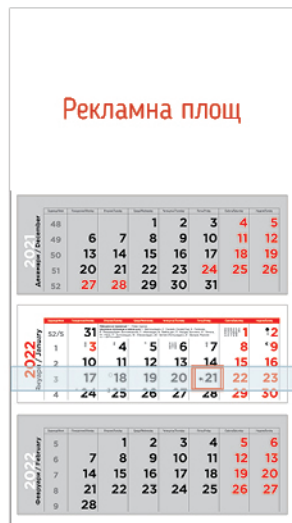 Рекламна площ
2021
Декември / December
48 1 2 3 4 5
49 6 7 8 9 10 11 12
50 13 14 15 16 17 18 19
51 20 21 22 23 24 25 26
52 27 28 29 30 31
2022
Януари / January
52/5 31 1 2
1 3 4 5 6 7 8 9
2 10 11 12 13 14 15 16
3 17 18 19 20 21 22 23
4 24 25 26 27 28 29 30
2022
Февруари / February
5 1 2 3 4 5 6
6 7 8 9 10 11 12 13
7 14 15 16 17 18 19 20
8 21 22 23 24 25 26 27
9 28